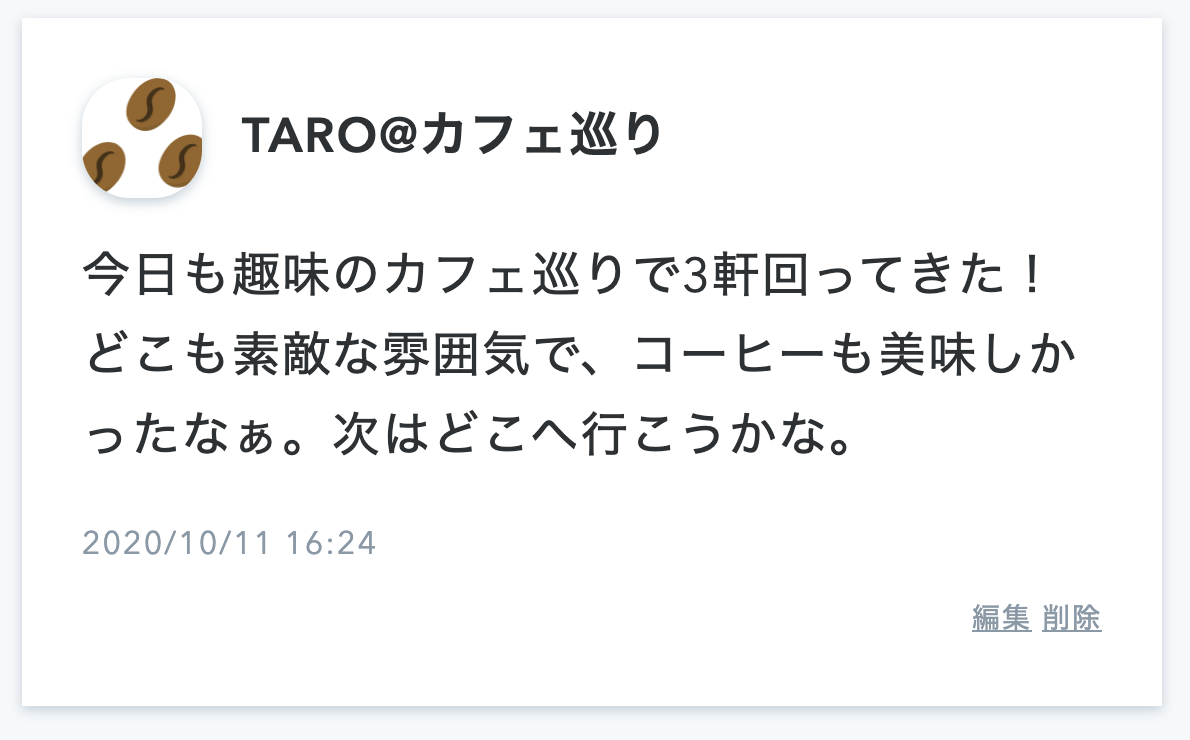 TARO@カフェ巡り
今日も趣味のカフェ巡りで3軒回ってきた！
どこも素敵な雰囲気で、コーヒーも美味しか
ったなぁ。次はどこへ行こうかな。
2020/10/11 16:24
編集 削除